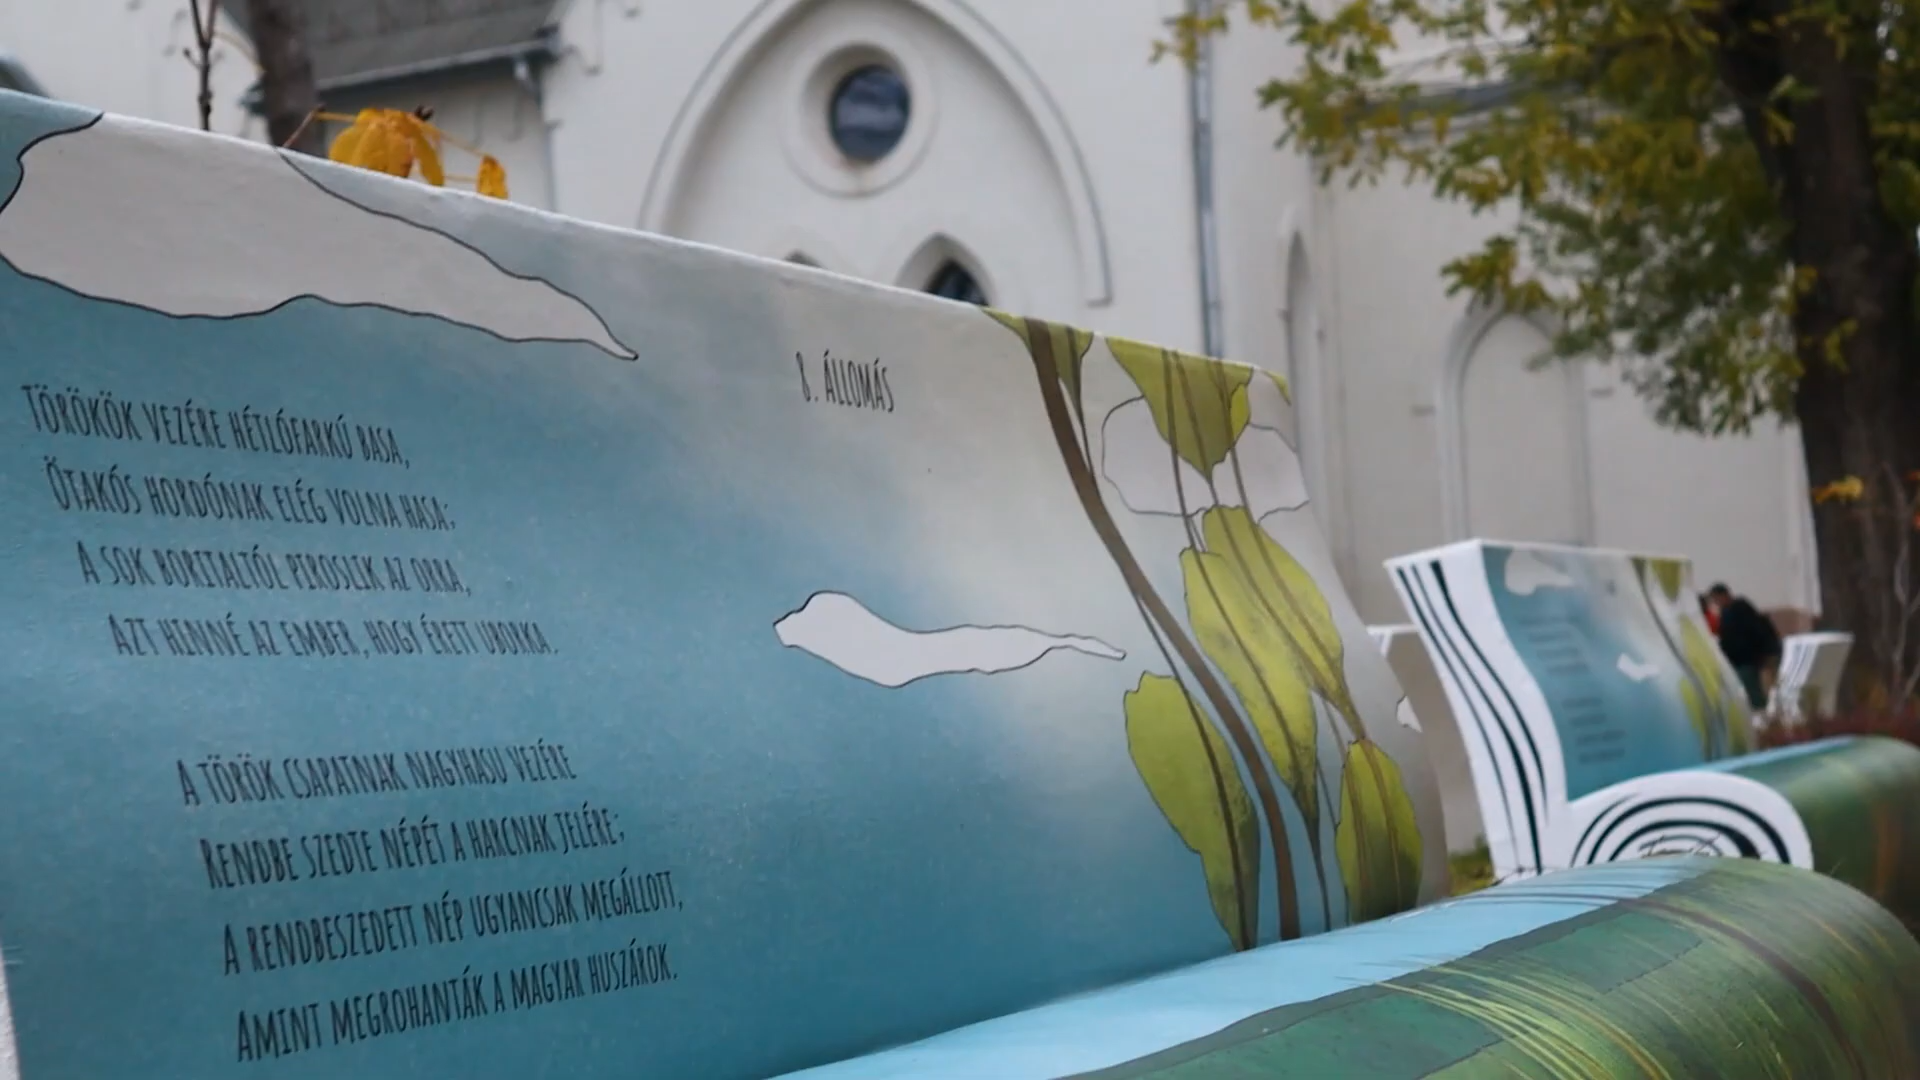 8. ÁLLOMÁS
TÖRÖKÖK VEZÉRE HÉTLÓFARKÚ BASA,
ÖTAKÓS HORDÓNAK ELÉG VOLNA HASA;
A SOK BORITALTÓL PIROSLIK AZ ORRA,
AZT HINNÉ AZ EMBER, HOGY ÉRETT UBORKA.
A TÖRÖK CSAPATNAK NAGYHASU VEZÉRE
RENDBE SZEDTE NÉPÉT A HARCNAK JELÉRE;
A RENDBESZEDETT NÉP UGYANCSAK MEGÁLLOTT,
AMINT MEGROHANTÁK A MAGYAR HUSZÁROK.